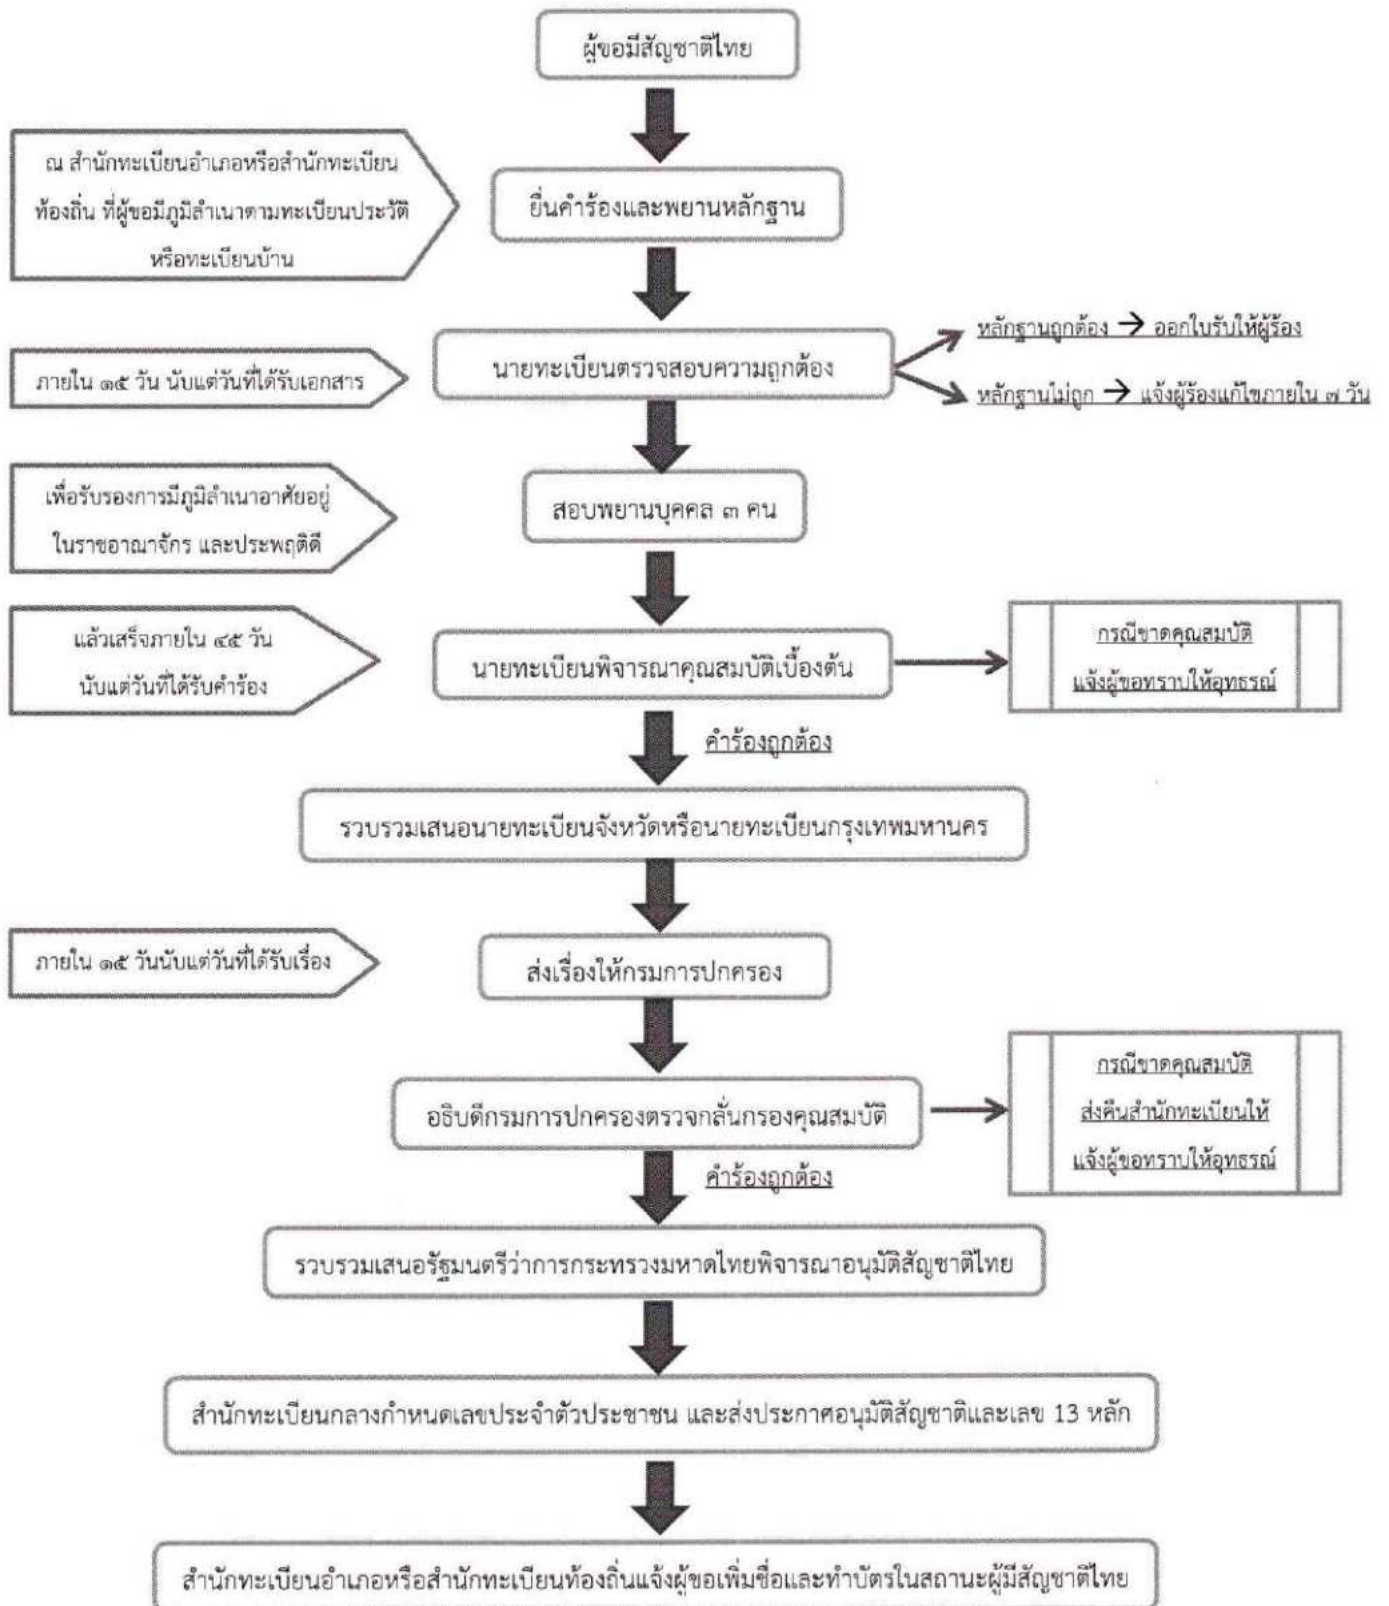 ผู้ขอมีสัญชาติไทย
ณ สำนักทะเบียนอำเภอหรือสำนักทะเบียน
ท้องถิ่น ที่ผู้ขอมีภูมิลำเนาตามทะเบียนประวัติ
หรือทะเบียนบ้าน
ยื่นคำร้องและพยานหลักฐาน
ภายใน ๑๕ วัน นับแต่วันที่ได้รับเอกสาร
นายทะเบียนตรวจสอบความถูกต้อง
หลักฐานถูกต้อง → ออกใบรับให้ผู้ร้อง
หลักฐานไม่ถูก → แจ้งผู้ร้องแก้ไขภายใน ๗ วัน
เพื่อรับรองการมีภูมิลำเนาอาศัยอยู่
ในราชอาณาจักร และประพฤติดี
สอบพยานบุคคล ๓ คน
แล้วเสร็จภายใน ๔๕ วัน
นับแต่วันที่ได้รับคำร้อง
นายทะเบียนพิจารณาคุณสมบัติเบื้องต้น
กรณีขาดคุณสมบัติ
แจ้งผู้ขอทราบให้อุทธรณ์
คำร้องถูกต้อง
รวบรวมเสนอนายทะเบียนจังหวัดหรือนายทะเบียนกรุงเทพมหานคร
ภายใน ๑๕ วันนับแต่วันที่ได้รับเรื่อง
ส่งเรื่องให้กรมการปกครอง
อธิบดีกรมการปกครองตรวจกลั่นกรองคุณสมบัติ
กรณีขาดคุณสมบัติ
ส่งคืนสำนักทะเบียนให้
แจ้งผู้ขอทราบให้อุทธรณ์
คำร้องถูกต้อง
รวบรวมเสนอรัฐมนตรีว่าการกระทรวงมหาดไทยพิจารณาอนุมัติสัญชาติไทย
สำนักทะเบียนกลางกำหนดเลขประจำตัวประชาชน และส่งประกาศอนุมัติสัญชาติและเลข 13 หลัก
สำนักทะเบียนอำเภอหรือสำนักทะเบียนท้องถิ่นแจ้งผู้ขอเพิ่มชื่อและทำบัตรในสถานะผู้มีสัญชาติไทย